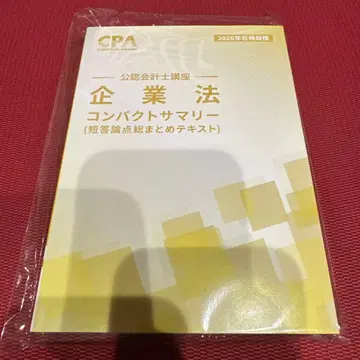 CPA
2026年合格目標
公認会計士講座
企業法
コンパクトサマリー
(短答論点総まとめテキスト)